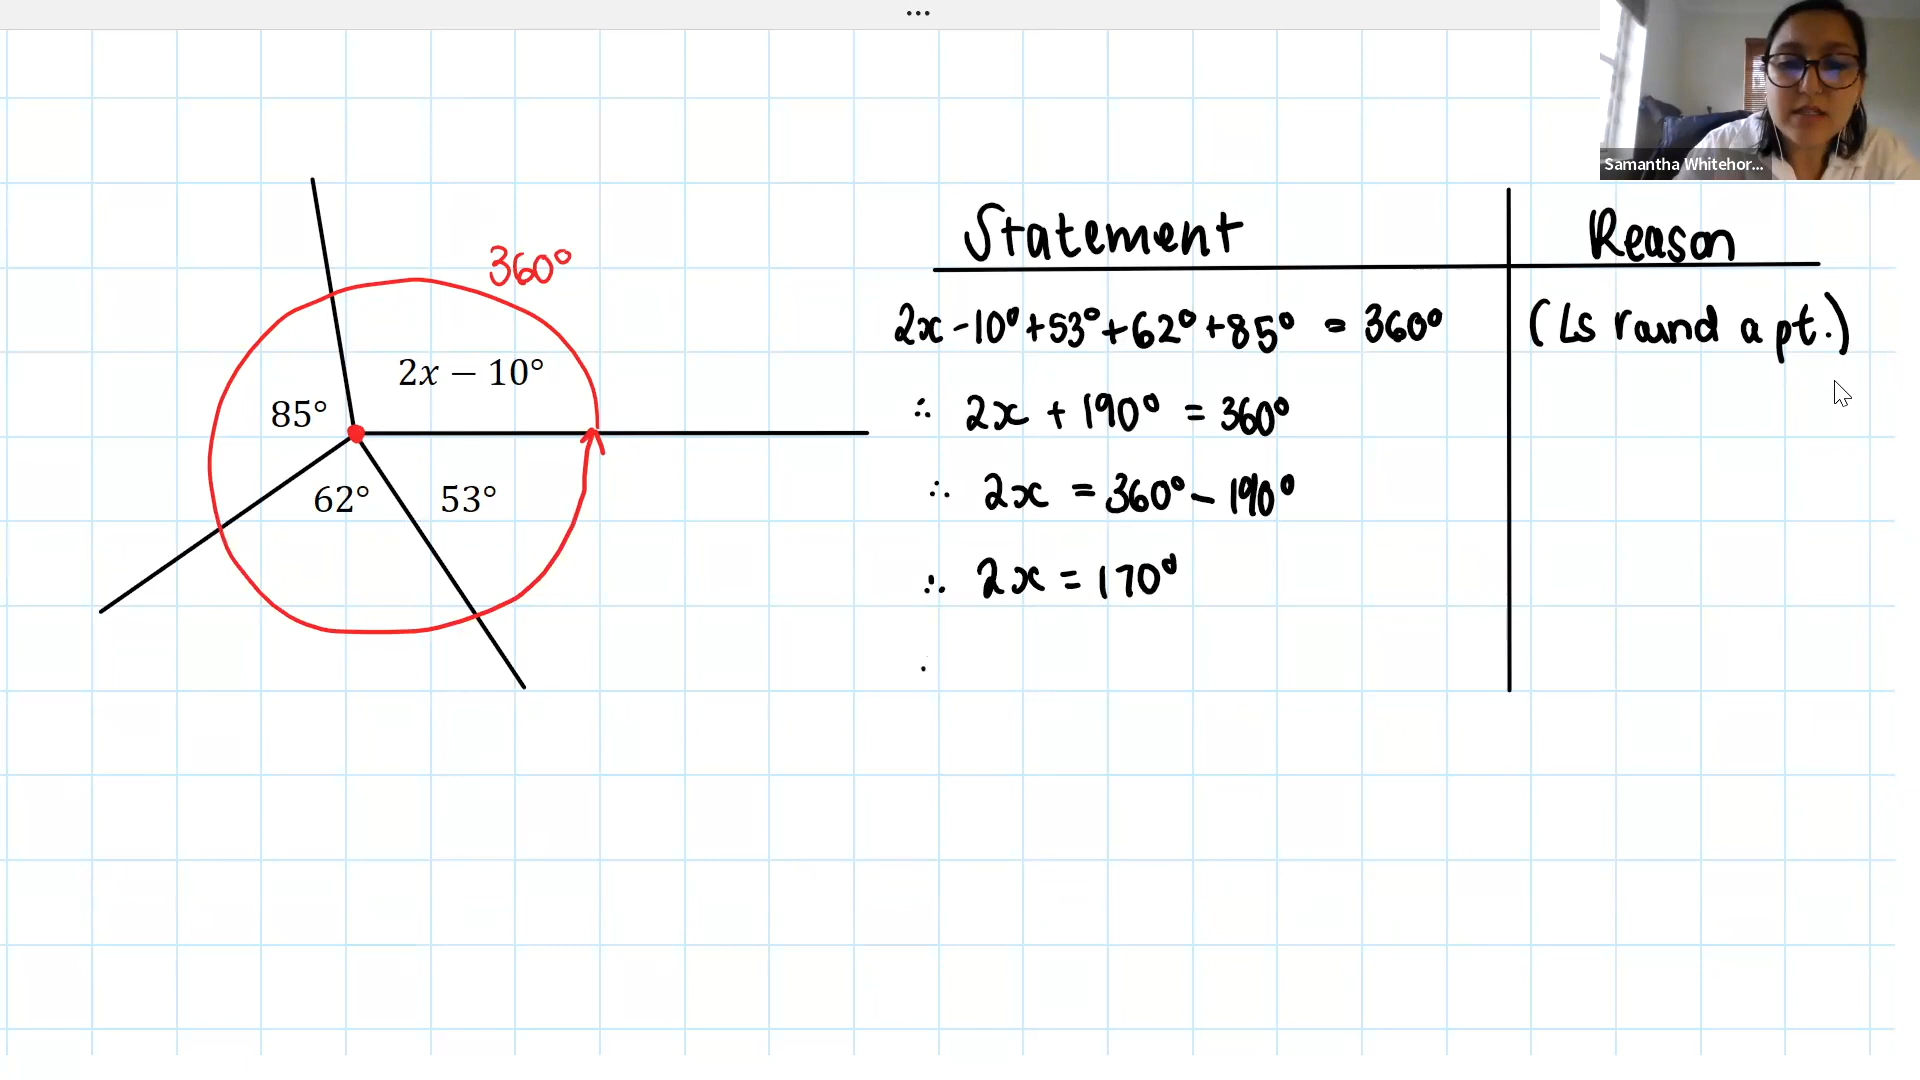 ...
Samantha Whitehor...
Statement Reason
360°
2x-10°+53°+62°+85° = 360° (∠s round a pt.)
2x − 10°
85°
∴ 2x + 190° = 360°
62° 53°
∴ 2x = 360° - 190°
∴ 2x = 170°